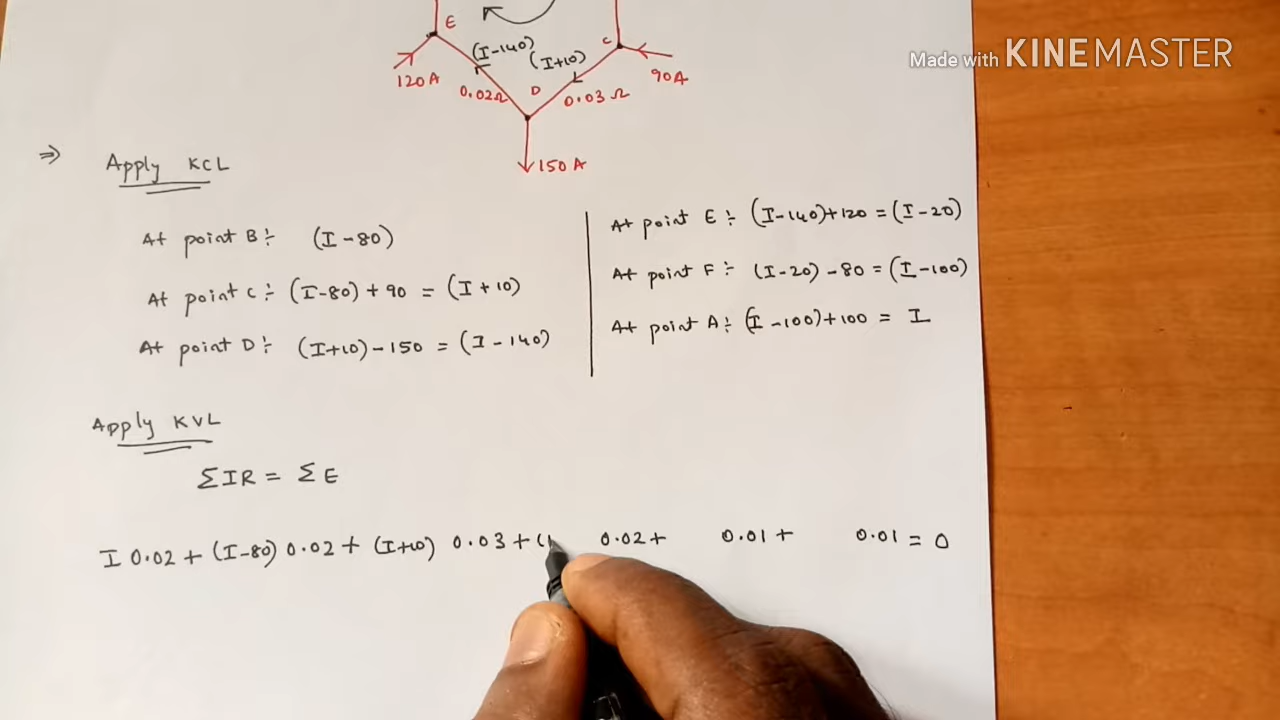 Made with KINEMASTER
E
(I-140)
(I+10)
C
120 A
0.02Ω
D
0.03 Ω
90A
150 A
⇒ Apply KCL
At point B :- (I-80)
At point C :- (I-80) + 90 = (I + 10)
At point D :- (I+10) - 150 = (I - 140)
At point E :- (I-140)+120 = (I-20)
At point F :- (I-20) - 80 = (I-100)
At point A :- (I-100)+100 = I
Apply KVL
ΣIR = ΣE
I 0.02 + (I-80) 0.02 + (I+10) 0.03 + (I 0.02 + 0.01 + 0.01 = 0